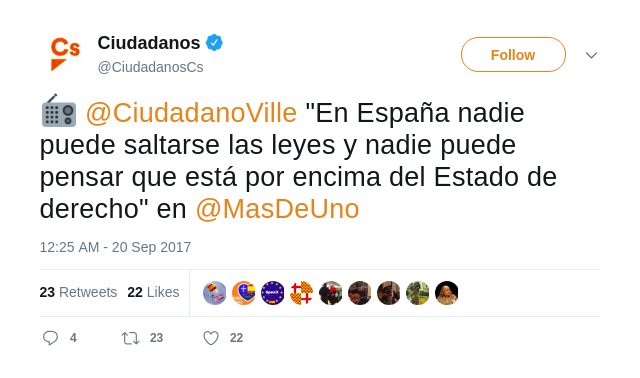 Cs
Ciudadanos
@CiudadanosCs
Follow
@CiudadanoVille "En España nadie
puede saltarse las leyes y nadie puede
pensar que está por encima del Estado de
derecho" en @MasDeUno
12:25 AM - 20 Sep 2017
23 Retweets 22 Likes
4 23 22